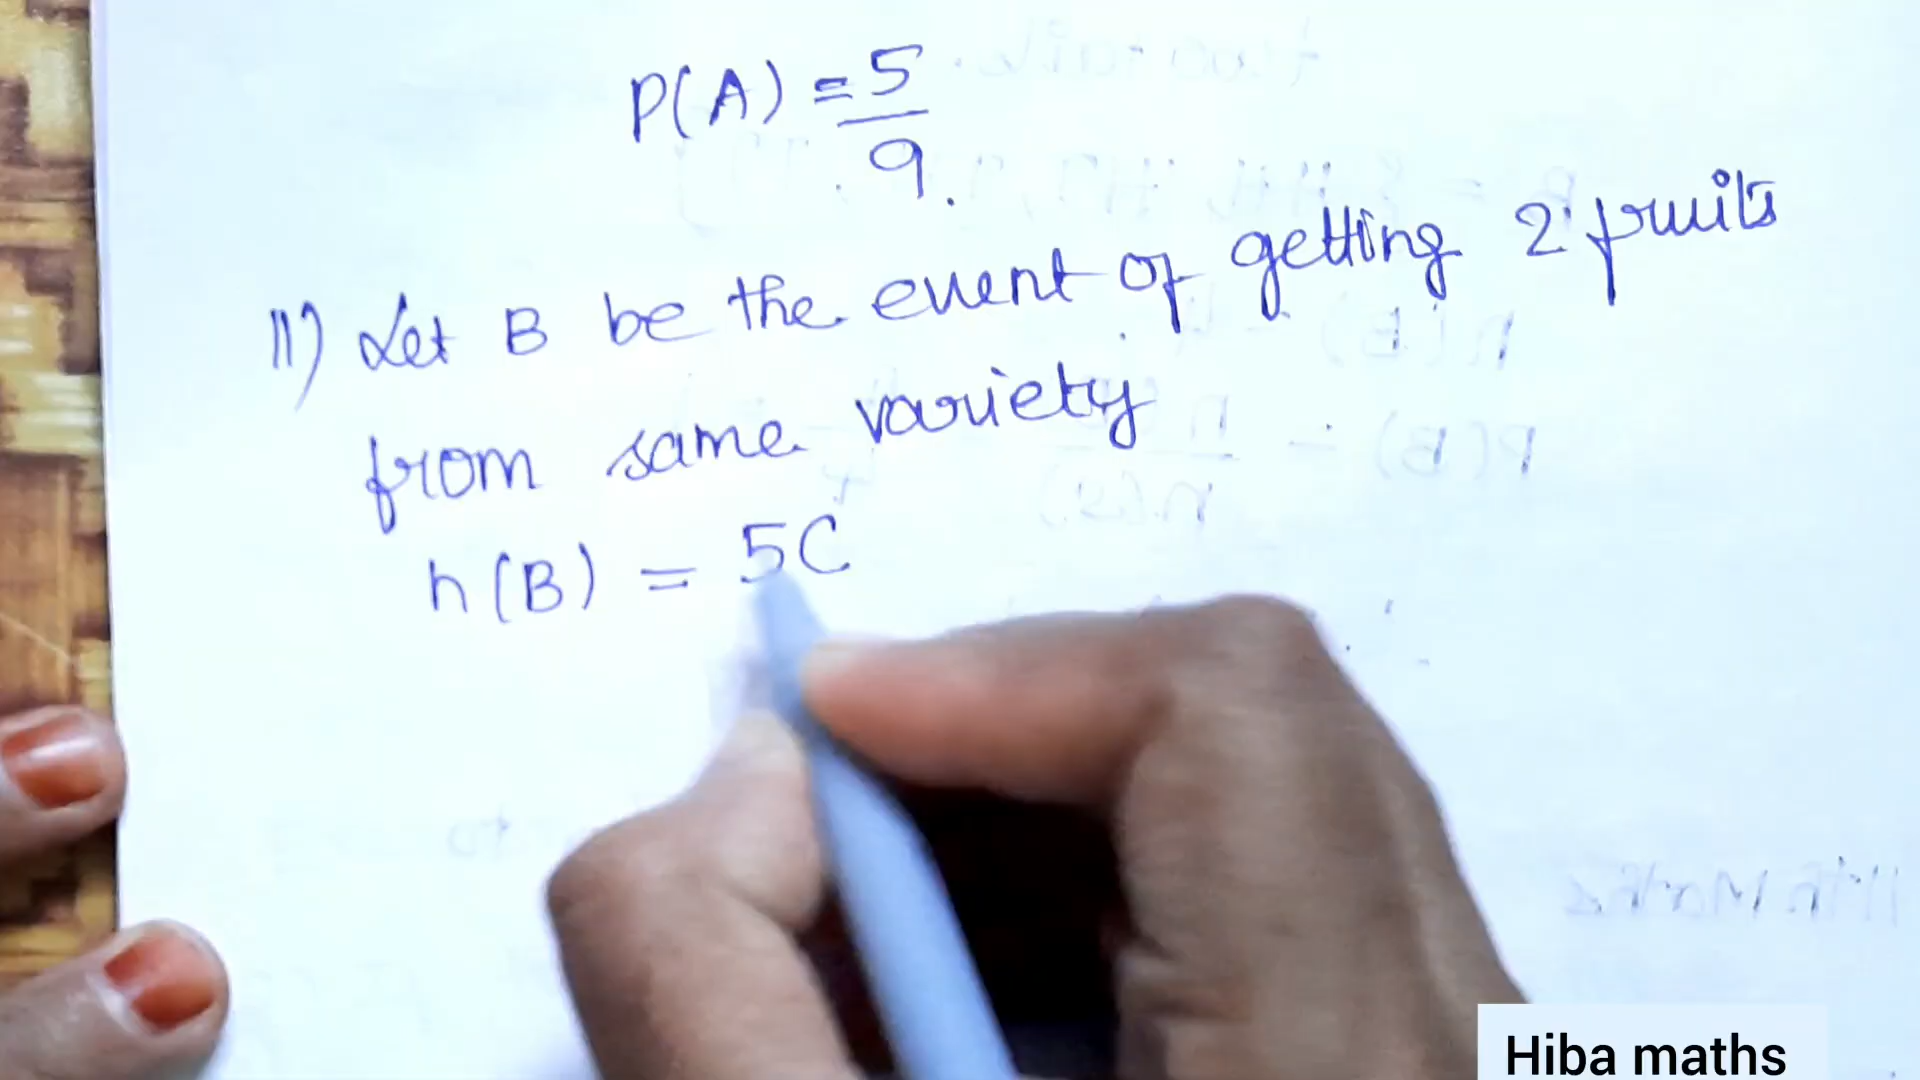 P(A) = 5
9.
II) Let B be the event of getting 2 fruits
from same variety
n(B) = 5C
Hiba maths